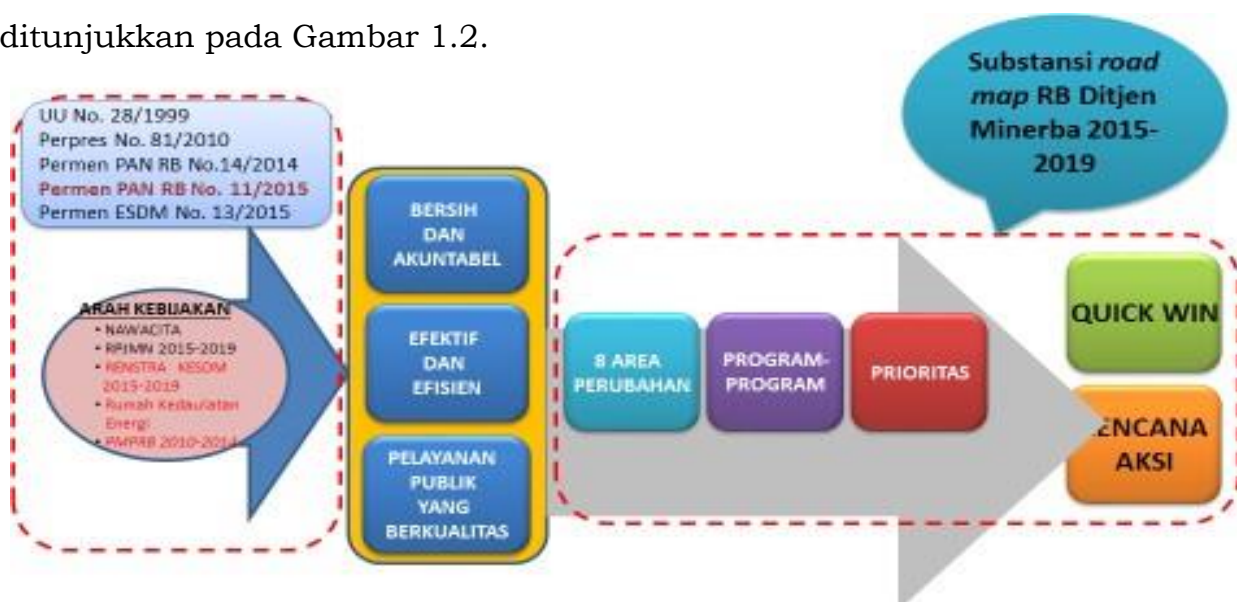 ditunjukkan pada Gambar 1.2.
Substansi road
map RB Ditjen
Minerba 2015-
2019
UU No. 28/1999
Perpres No. 81/2010
Permen PAN RB No.14/2014
Permen PAN RB No. 11/2015
Permen ESDM No. 13/2015
ARAH KEBIJAKAN
• NAWACITA
• RPJMN 2015-2019
• RENSTRA KESDM
2015-2019
• Rumah Kedaulatan
Energi
• PMPRB 2010-2014
BERSIH
DAN
AKUNTABEL
EFEKTIF
DAN
EFISIEN
PELAYANAN
PUBLIK
YANG
BERKUALITAS
8 AREA
PERUBAHAN
PROGRAM-
PROGRAM
PRIORITAS
QUICK WIN
ENCANA
AKSI